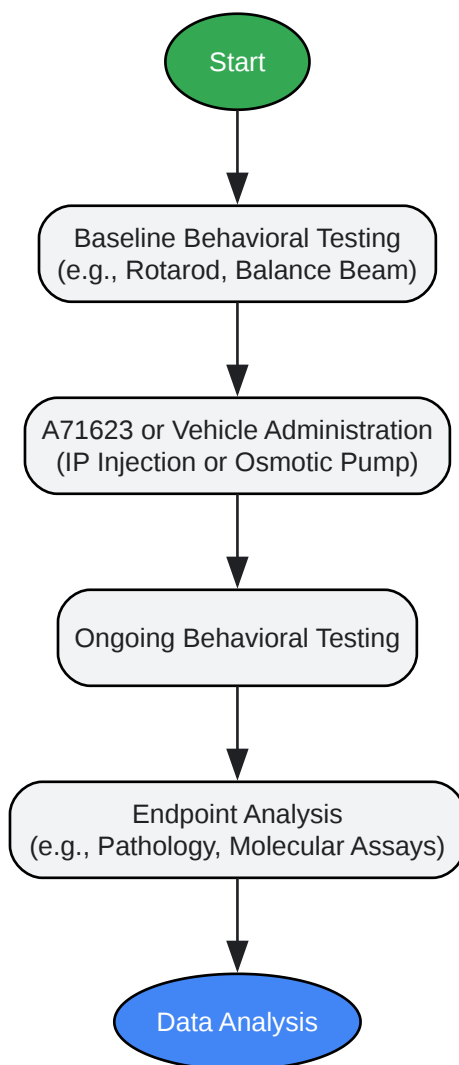 Start
Baseline Behavioral Testing
(e.g., Rotarod, Balance Beam)
A71623 or Vehicle Administration
(IP Injection or Osmotic Pump)
Ongoing Behavioral Testing
Endpoint Analysis
(e.g., Pathology, Molecular Assays)
Data Analysis